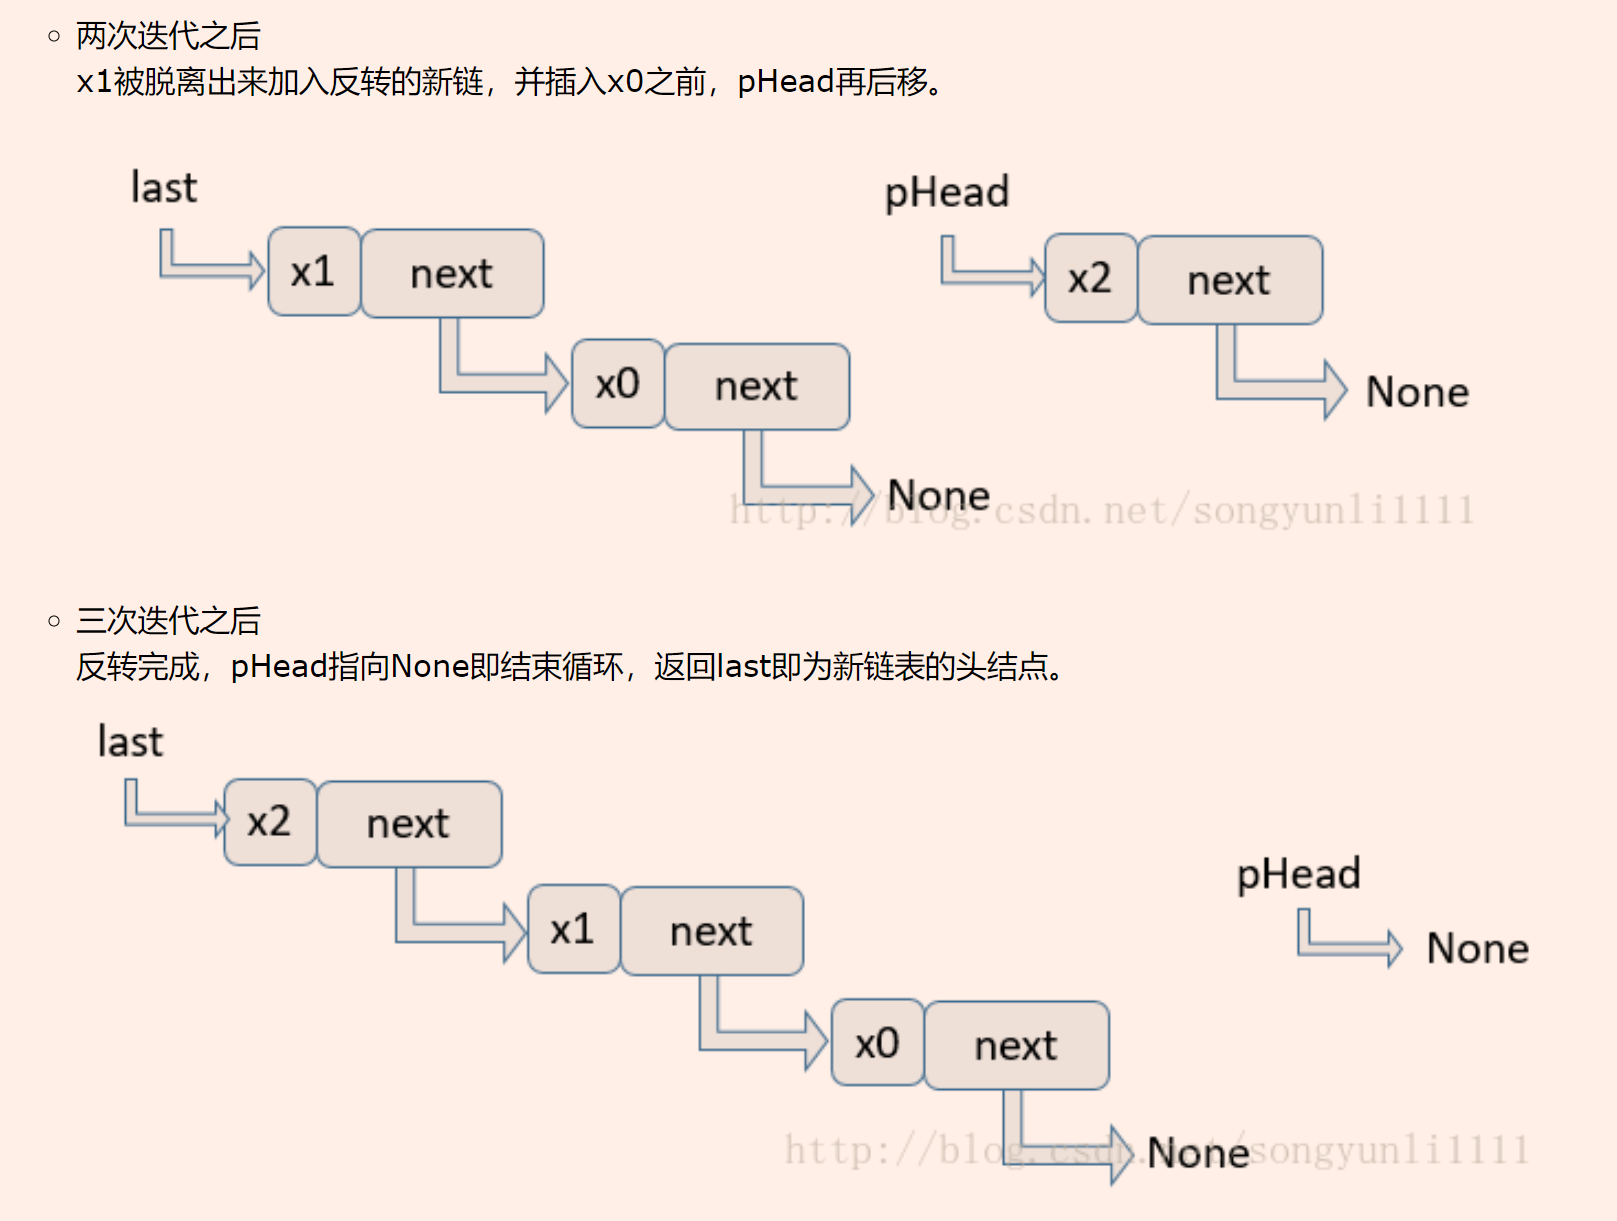 两次迭代之后
x1被脱离出来加入反转的新链，并插入x0之前，pHead再后移。
last
pHead
x1 next
x2 next
x0 next
None
None
http://blog.csdn.net/songyunli1111
三次迭代之后
反转完成，pHead指向None即结束循环，返回last即为新链表的头结点。
last
x2 next
pHead
x1 next
None
x0 next
None
http://blog.csdn.net/songyunli1111